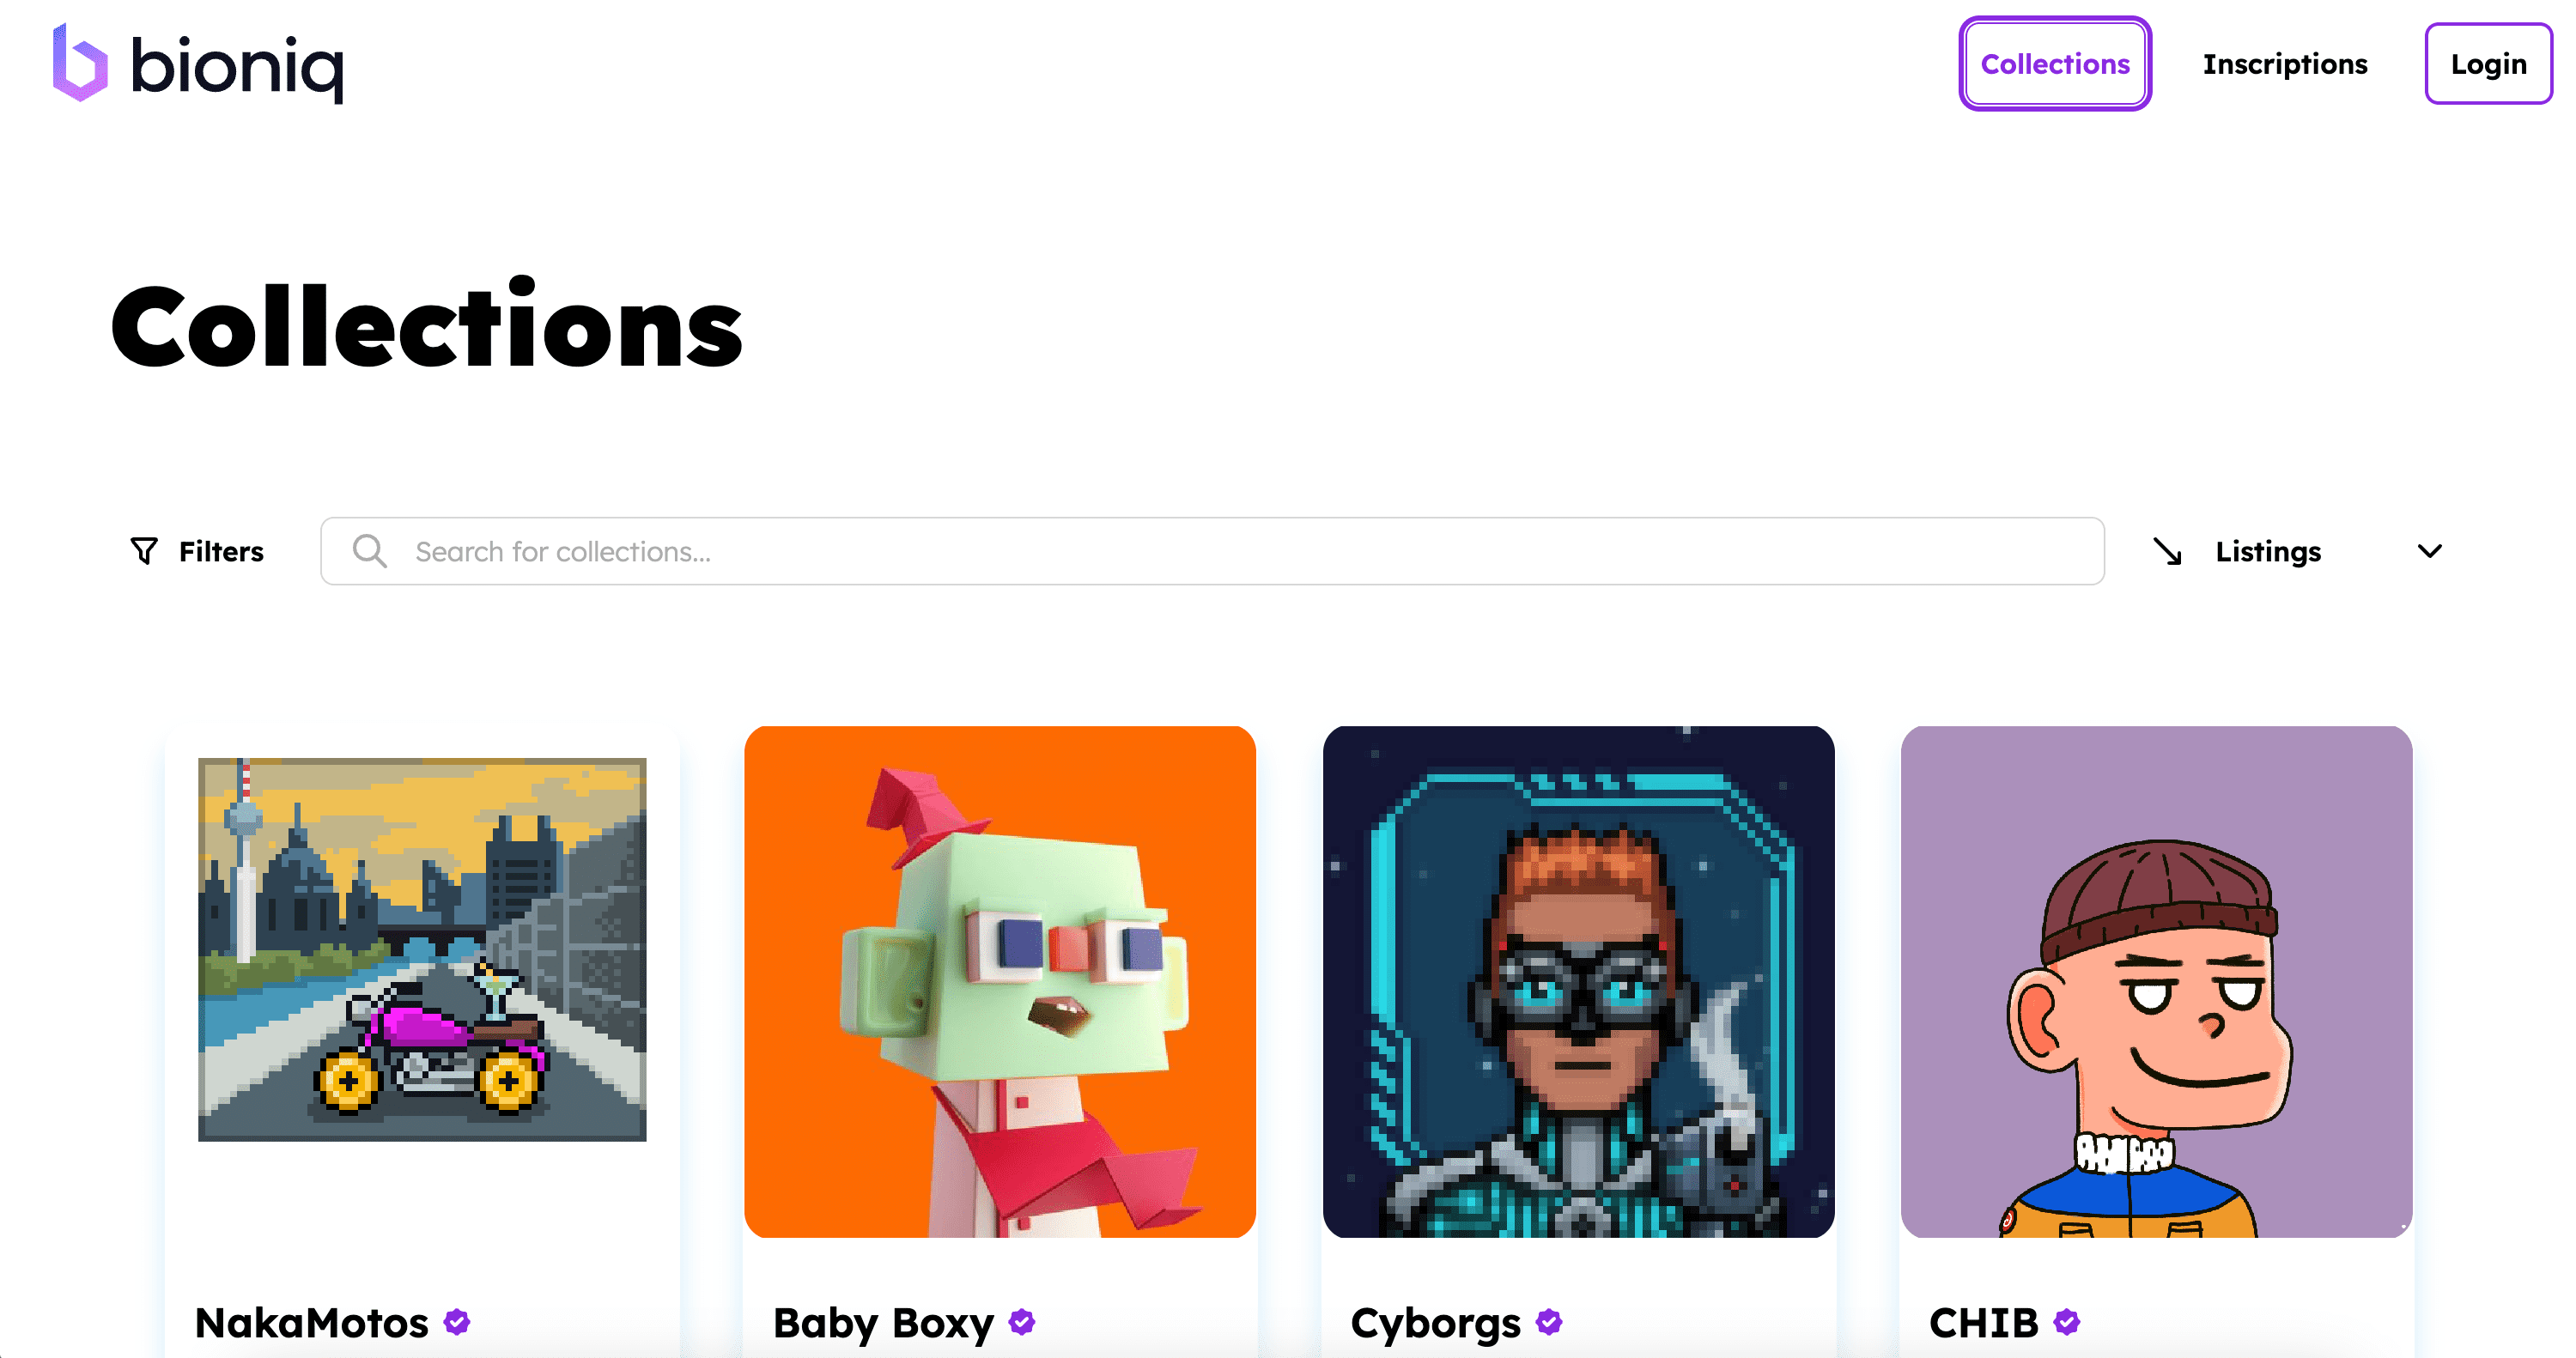 bioniq
Collections
Inscriptions
Login
Collections
Filters
Search for collections...
Listings
NakaMotos
Baby Boxy
Cyborgs
CHIB